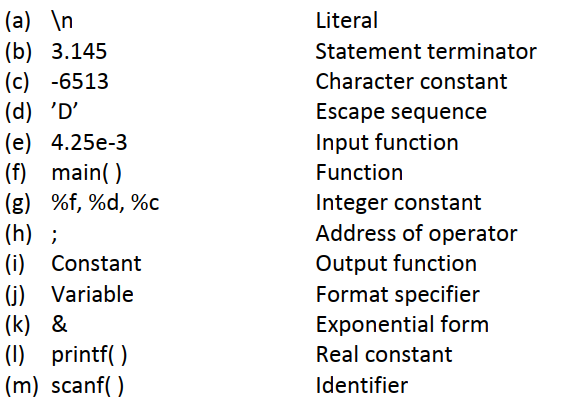 (a) \n Literal
(b) 3.145 Statement terminator
(c) -6513 Character constant
(d) ’D’ Escape sequence
(e) 4.25e-3 Input function
(f) main( ) Function
(g) %f, %d, %c Integer constant
(h) ; Address of operator
(i) Constant Output function
(j) Variable Format specifier
(k) & Exponential form
(l) printf( ) Real constant
(m) scanf( ) Identifier